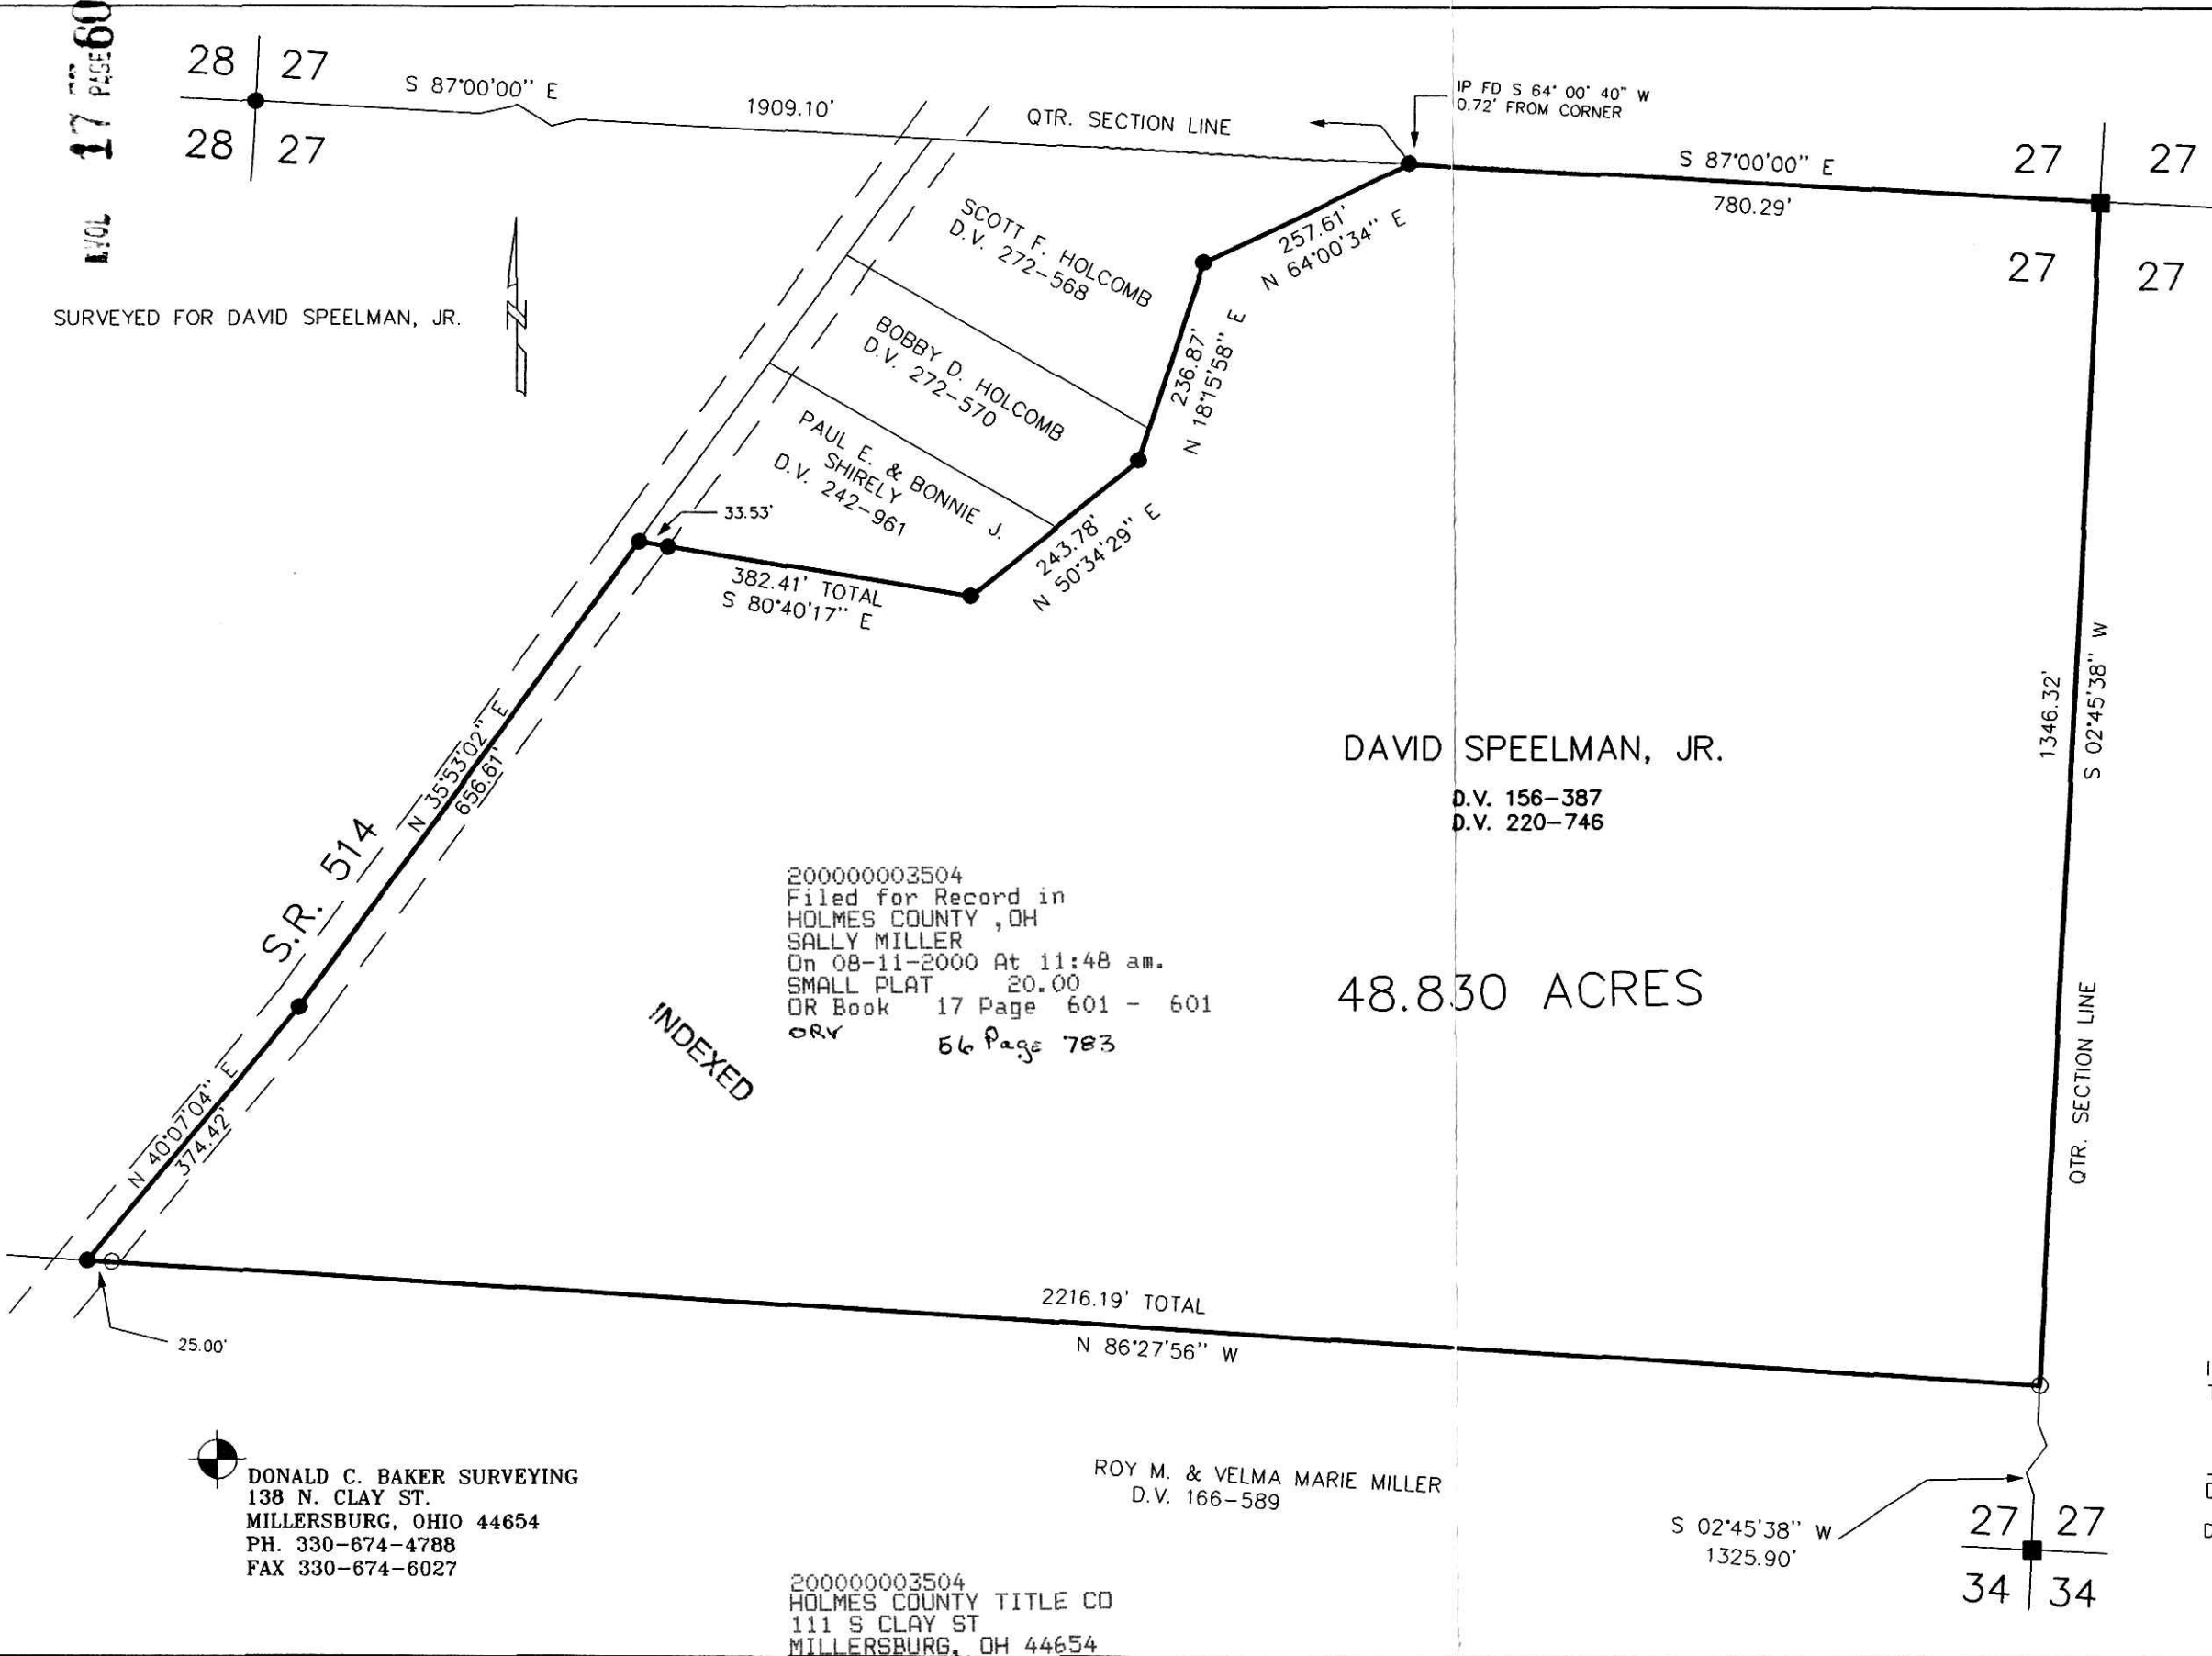 17 PAGE 60
VOL
28 27
28 27
S 87°00'00" E
1909.10'
QTR. SECTION LINE
IP FD S 64° 00' 40" W
0.72' FROM CORNER
S 87°00'00" E
780.29'
27 27
27 27
SURVEYED FOR DAVID SPEELMAN, JR.
N
SCOTT F. HOLCOMB
D.V. 272-568
257.61'
N 64°00'34" E
BOBBY D. HOLCOMB
D.V. 272-570
236.87'
N 18°15'58" E
PAUL E. & BONNIE J.
SHIRELY
D.V. 242-961
33.53'
243.78'
N 50°34'29" E
382.41' TOTAL
S 80°40'17" E
1346.32'
S 02°45'38" W
N 35°53'02" E
656.61'
S.R. 514
DAVID SPEELMAN, JR.
D.V. 156-387
D.V. 220-746
200000003504
Filed for Record in
HOLMES COUNTY ,OH
SALLY MILLER
On 08-11-2000 At 11:48 am.
SMALL PLAT 20.00
OR Book 17 Page 601 - 601
ORV 56 Page 783
48.830 ACRES
INDEXED
QTR. SECTION LINE
N 40°07'04" E
374.42'
2216.19' TOTAL
N 86°27'56" W
25.00'
DONALD C. BAKER SURVEYING
138 N. CLAY ST.
MILLERSBURG, OHIO 44654
PH. 330-674-4788
FAX 330-674-6027
ROY M. & VELMA MARIE MILLER
D.V. 166-589
S 02°45'38" W
1325.90'
27 27
34 34
200000003504
HOLMES COUNTY TITLE CO
111 S CLAY ST
MILLERSBURG, OH 44654